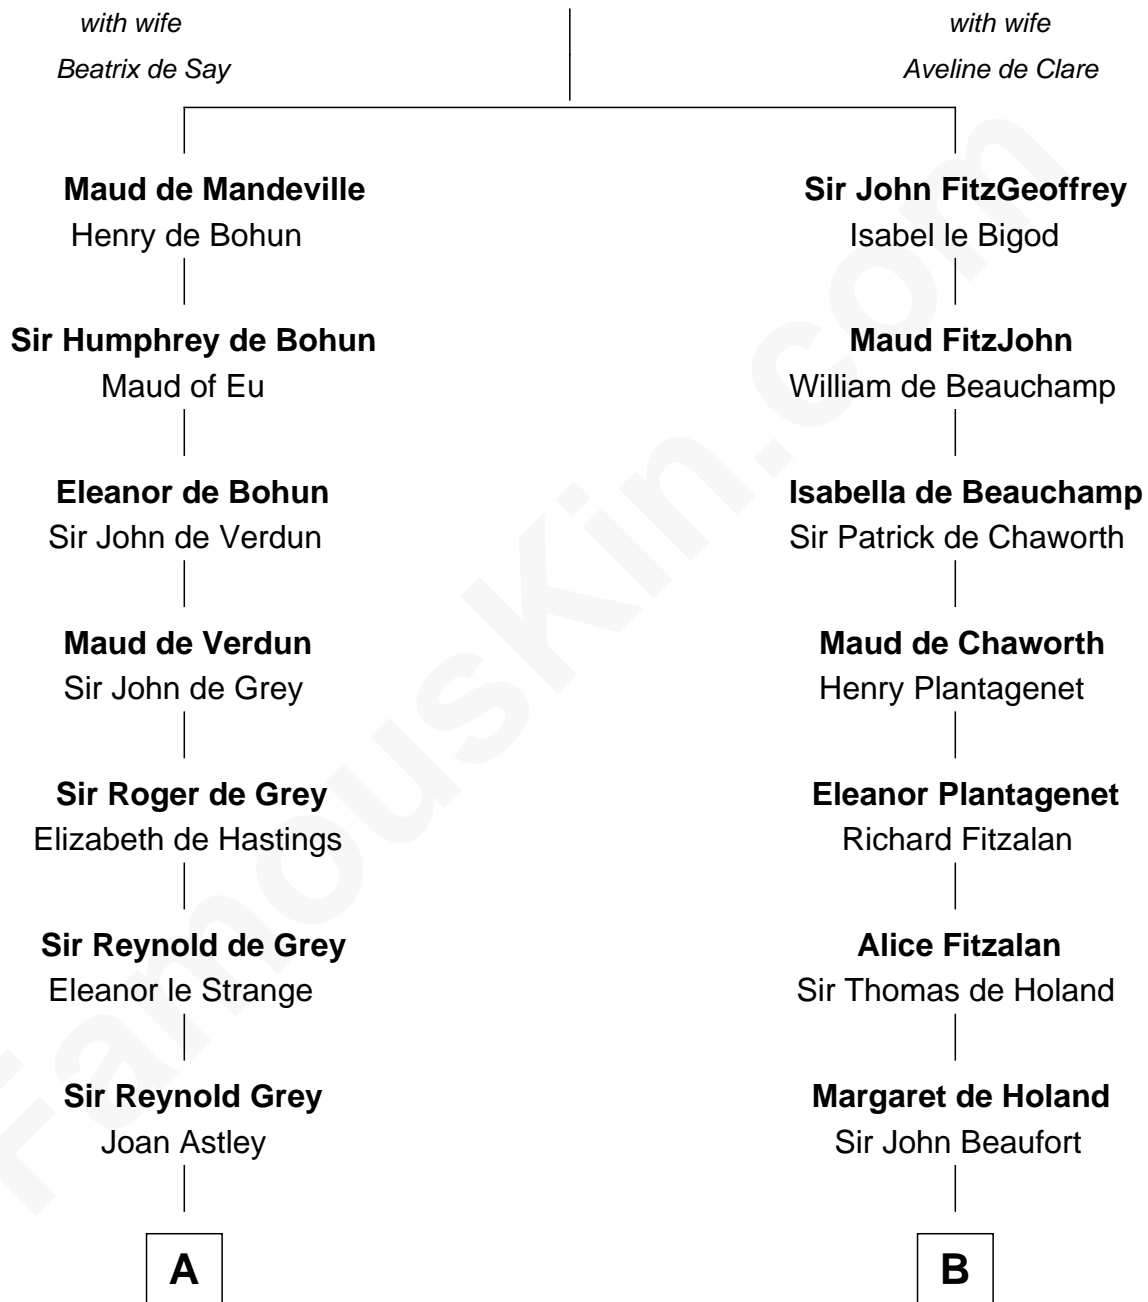 with wife
Beatrix de Say
with wife
Aveline de Clare
Maud de Mandeville
Henry de Bohun
Sir John FitzGeoffrey
Isabel le Bigod
Sir Humphrey de Bohun
Maud of Eu
Maud FitzJohn
William de Beauchamp
Eleanor de Bohun
Sir John de Verdun
Isabella de Beauchamp
Sir Patrick de Chaworth
Maud de Verdun
Sir John de Grey
Maud de Chaworth
Henry Plantagenet
Sir Roger de Grey
Elizabeth de Hastings
Eleanor Plantagenet
Richard Fitzalan
Sir Reynold de Grey
Eleanor le Strange
Alice Fitzalan
Sir Thomas de Holand
Sir Reynold Grey
Joan Astley
Margaret de Holand
Sir John Beaufort
A
B
FamousKin.com